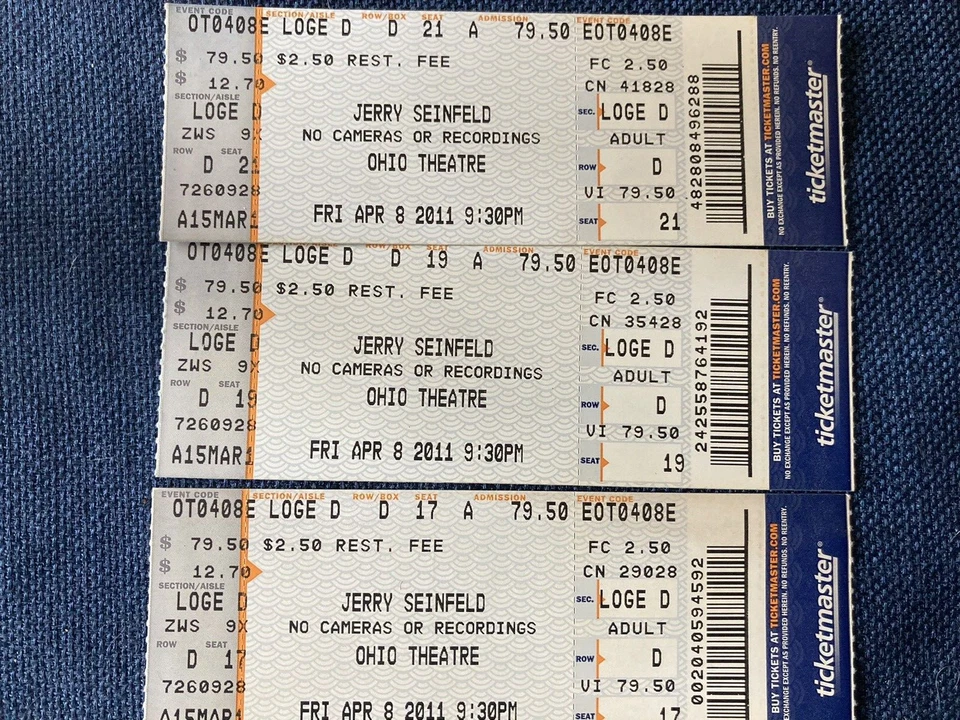 EVENT CODE SECTION/AISLE ROW/BOX SEAT ADMISSION EVENT CODE
OT0408E LOGE D D 21 A 79.50 EOT0408E
$ 79.50 $2.50 REST. FEE FC 2.50
$ 12.70 CN 41828
SECTION/AISLE
LOGE D JERRY SEINFELD SEC. LOGE D
ZWS 9X NO CAMERAS OR RECORDINGS ADULT
ROW SEAT
D 21 OHIO THEATRE ROW D
7260928 VI 79.50
A15MAR1 FRI APR 8 2011 9:30PM SEAT 21
482808496288
BUY TICKETS AT TICKETMASTER.COM
NO EXCHANGE EXCEPT AS PROVIDED HEREIN. NO REFUNDS. NO REENTRY.
ticketmaster®
ROW/BOX SEAT ADMISSION EVENT CODE
OT0408E LOGE D D 19 A 79.50 EOT0408E
$ 79.50 $2.50 REST. FEE FC 2.50
$ 12.70 CN 35428
SECTION/AISLE
LOGE D JERRY SEINFELD SEC. LOGE D
ZWS 9X NO CAMERAS OR RECORDINGS ADULT
ROW SEAT
D 19 OHIO THEATRE ROW D
7260928 VI 79.50
A15MAR1 FRI APR 8 2011 9:30PM SEAT 19
242558764192
BUY TICKETS AT TICKETMASTER.COM
NO EXCHANGE EXCEPT AS PROVIDED HEREIN. NO REFUNDS. NO REENTRY.
ticketmaster®
EVENT CODE SECTION/AISLE ROW/BOX SEAT ADMISSION EVENT CODE
OT0408E LOGE D D 17 A 79.50 EOT0408E
$ 79.50 $2.50 REST. FEE FC 2.50
$ 12.70 CN 29028
SECTION/AISLE
LOGE D JERRY SEINFELD SEC. LOGE D
ZWS 9X NO CAMERAS OR RECORDINGS ADULT
ROW SEAT
D 17 OHIO THEATRE ROW D
7260928 VI 79.50
A15MAR1 FRI APR 8 2011 9:30PM SEAT 17
002040594592
BUY TICKETS AT TICKETMASTER.COM
NO EXCHANGE EXCEPT AS PROVIDED HEREIN. NO REFUNDS. NO REENTRY.
ticketmaster®